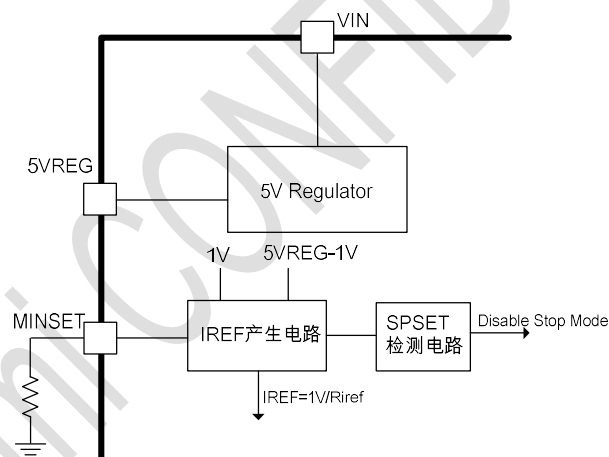 VIN
5VREG
5V Regulator
1V
5VREG-1V
MINSET
IREF产生电路
SPSET
检测电路
Disable Stop Mode
IREF=1V/Riref